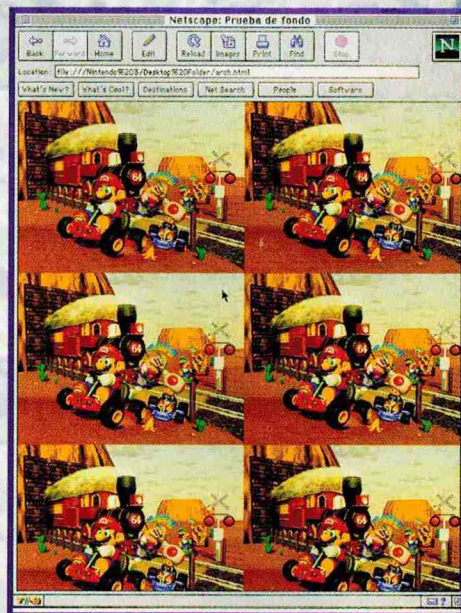 Netscape: Prueba de fondo
Back Forward Home Edit Reload Images Print Find Stop
N
Location: file:///Nintendo%203/Desktop%20Folder/arch.html
What's New? What's Cool? Destinations Net Search People Software
64 64
64 64
64 64
?